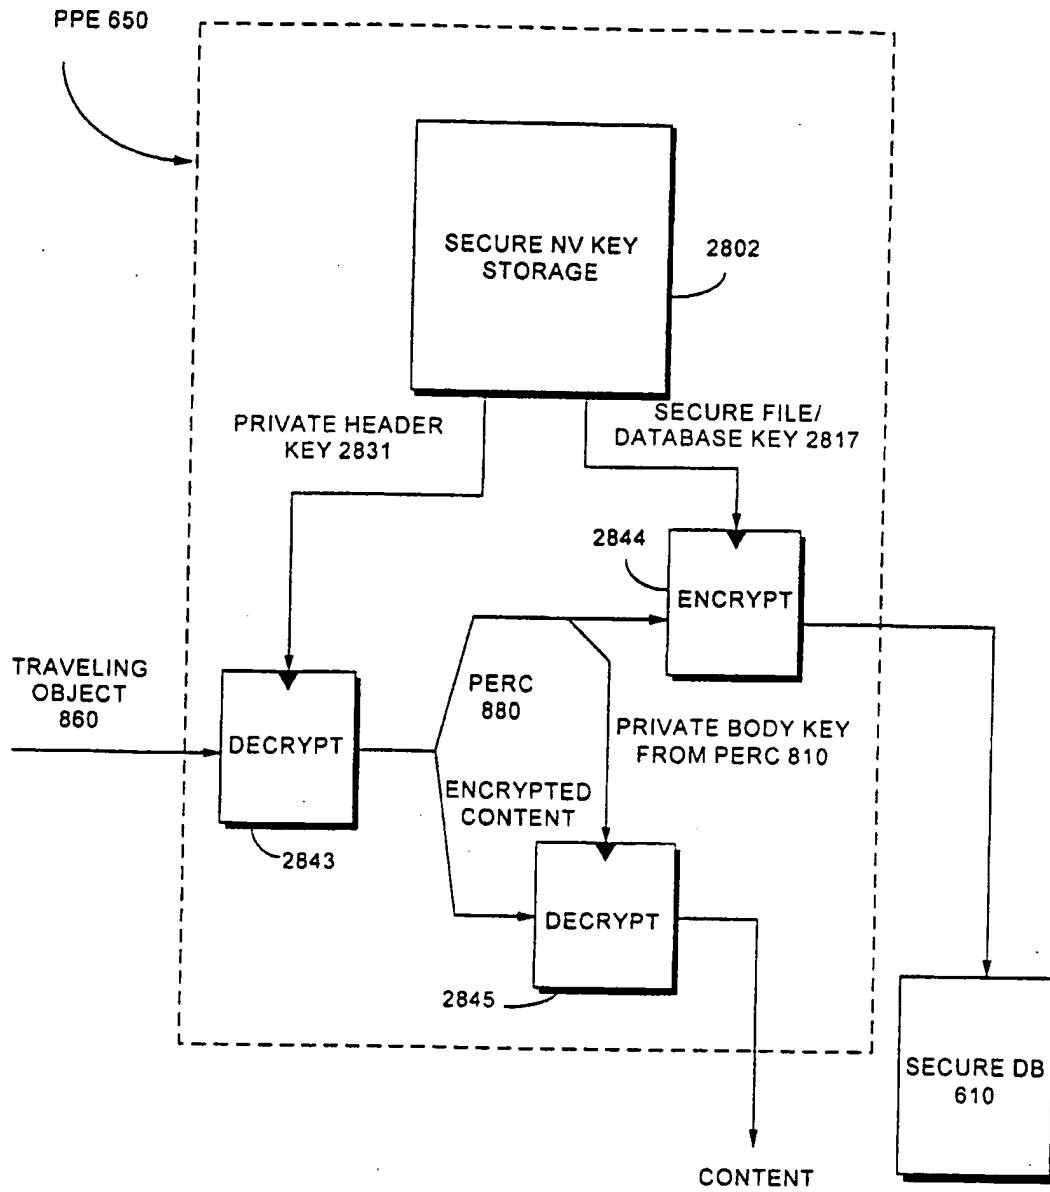 PPE 650
SECURE NV KEY
STORAGE
2802
PRIVATE HEADER
KEY 2831
SECURE FILE/
DATABASE KEY 2817
2844
ENCRYPT
TRAVELING
OBJECT
860
DECRYPT
PERC
880
PRIVATE BODY KEY
FROM PERC 810
ENCRYPTED
CONTENT
2843
DECRYPT
2845
SECURE DB
610
CONTENT